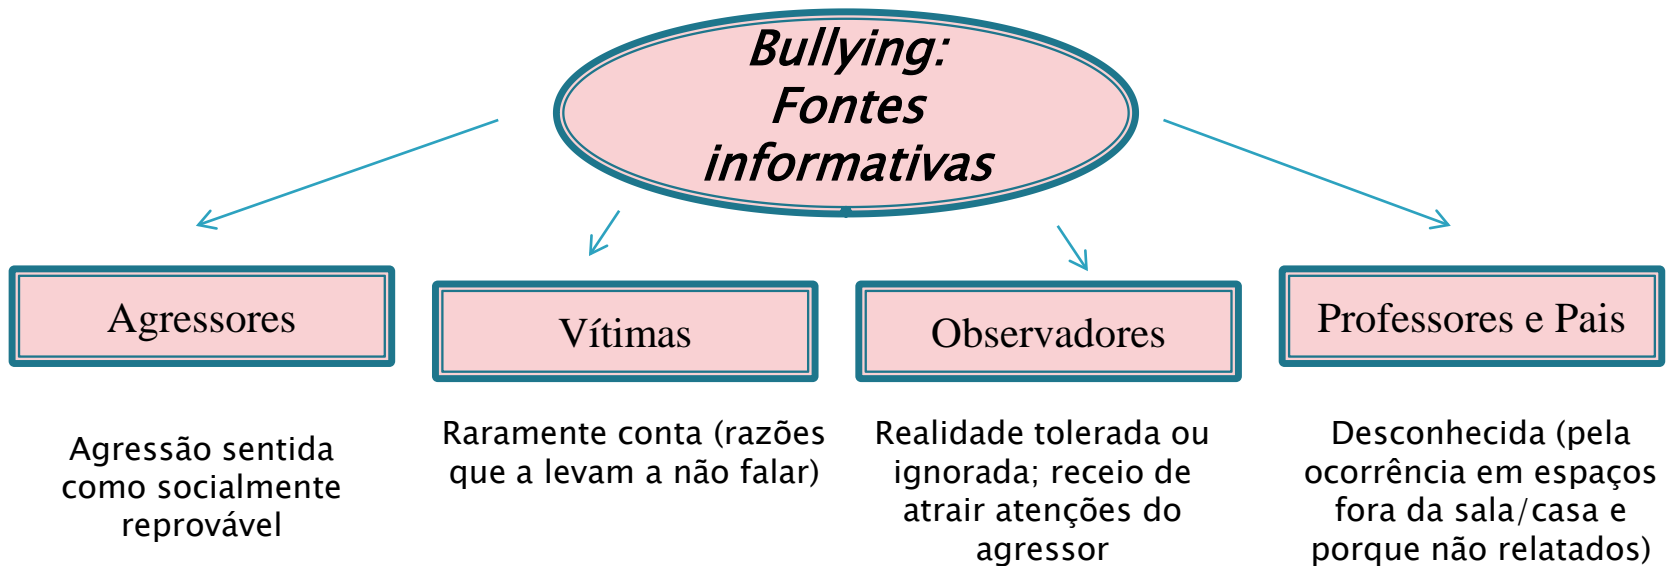 Bullying:
Fontes
informativas
Agressores
Vítimas
Observadores
Professores e Pais
Agressão sentida
como socialmente
reprovável
Raramente conta (razões
que a levam a não falar)
Realidade tolerada ou
ignorada; receio de
atrair atenções do
agressor
Desconhecida (pela
ocorrência em espaços
fora da sala/casa e
porque não relatados)